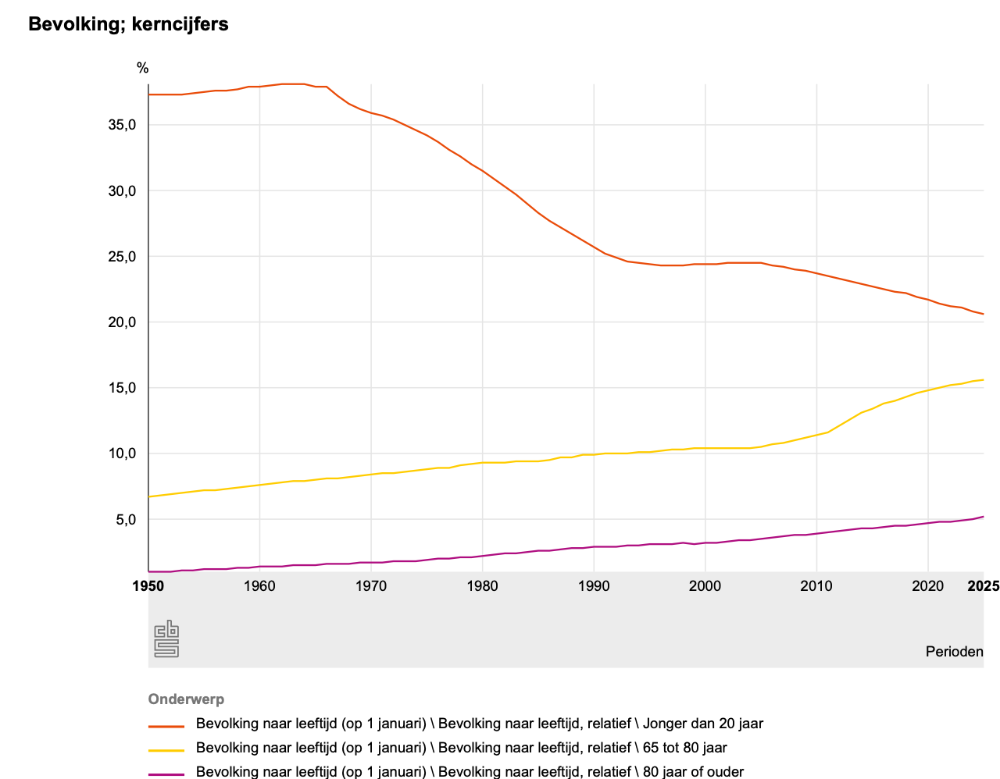 Bevolking; kerncijfers
%
35,0
30,0
25,0
20,0
15,0
10,0
5,0
1950 1960 1970 1980 1990 2000 2010 2020 2025
cbs
Perioden
Onderwerp
Bevolking naar leeftijd (op 1 januari) \ Bevolking naar leeftijd, relatief \ Jonger dan 20 jaar
Bevolking naar leeftijd (op 1 januari) \ Bevolking naar leeftijd, relatief \ 65 tot 80 jaar
Bevolking naar leeftijd (op 1 januari) \ Bevolking naar leeftijd, relatief \ 80 jaar of ouder